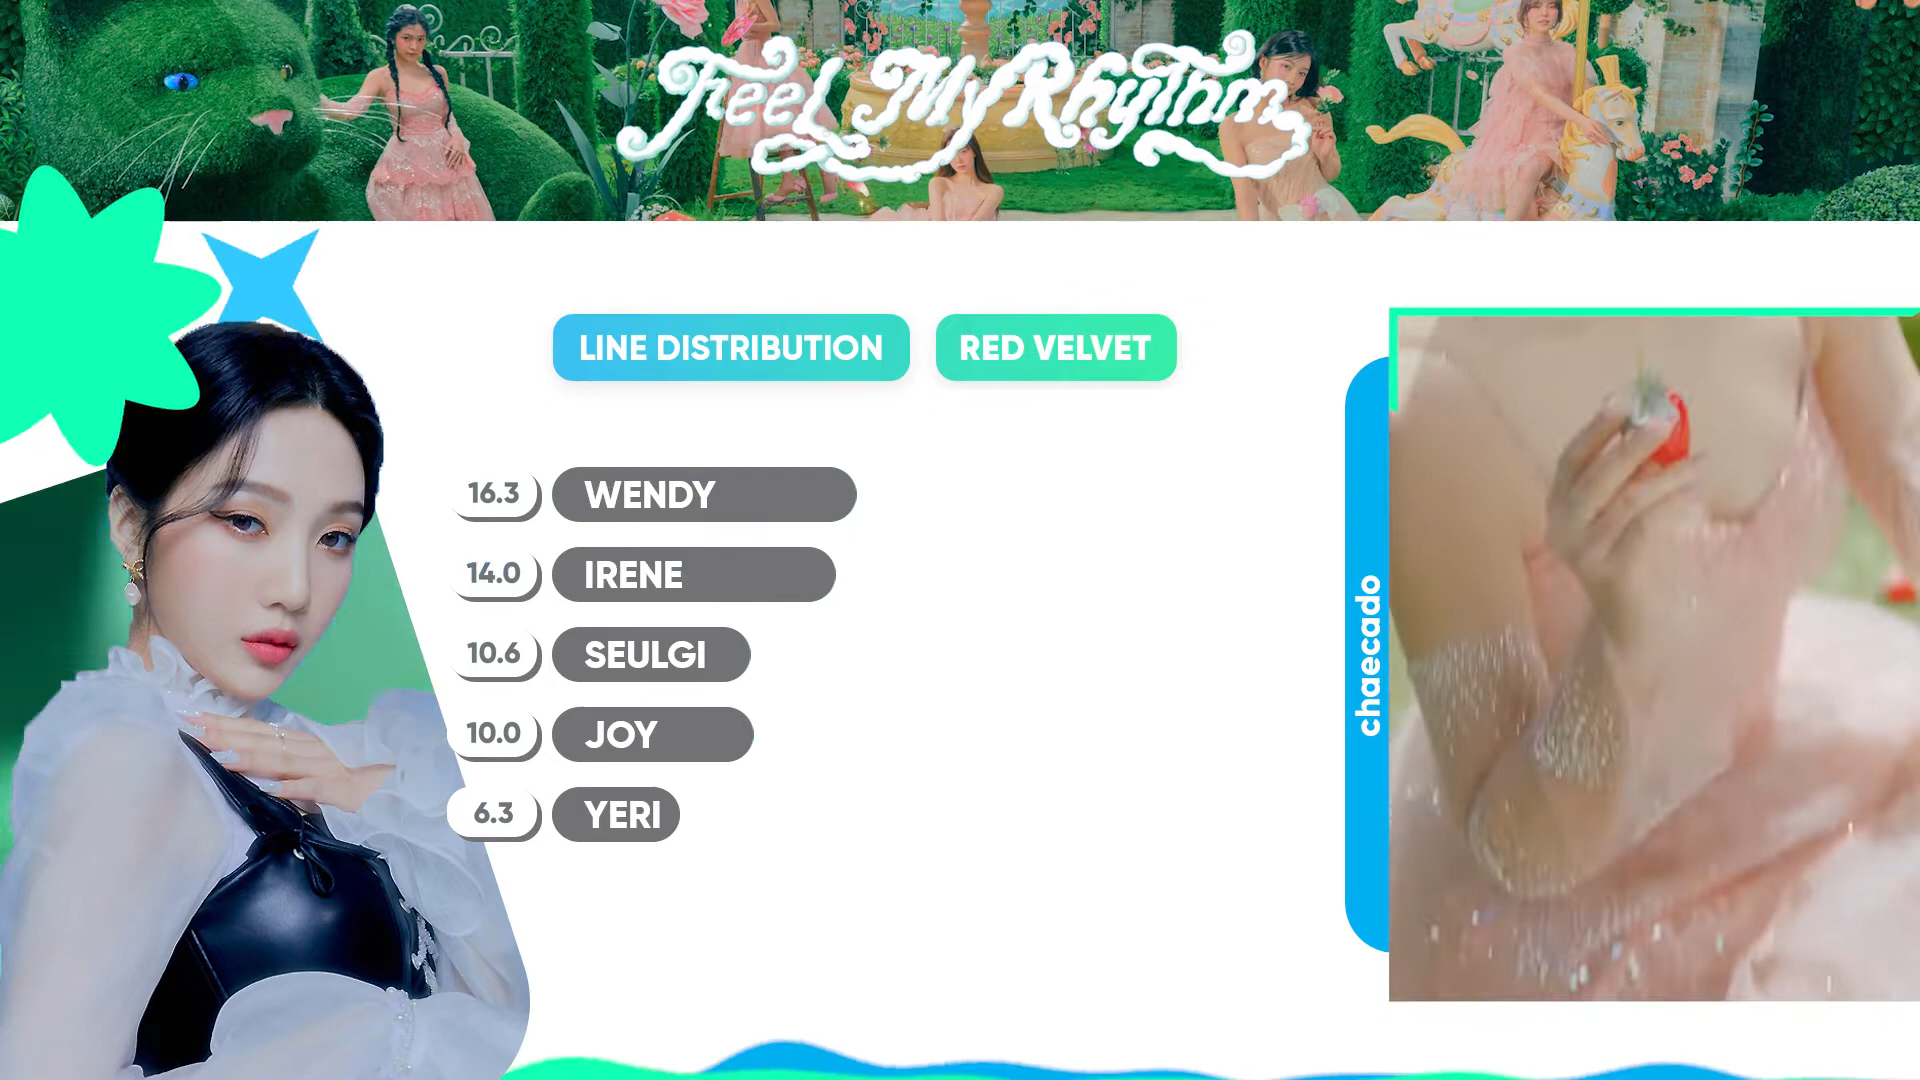 Feel My Rhythm
LINE DISTRIBUTION
RED VELVET
16.3 WENDY
14.0 IRENE
10.6 SEULGI
10.0 JOY
6.3 YERI
chaecado